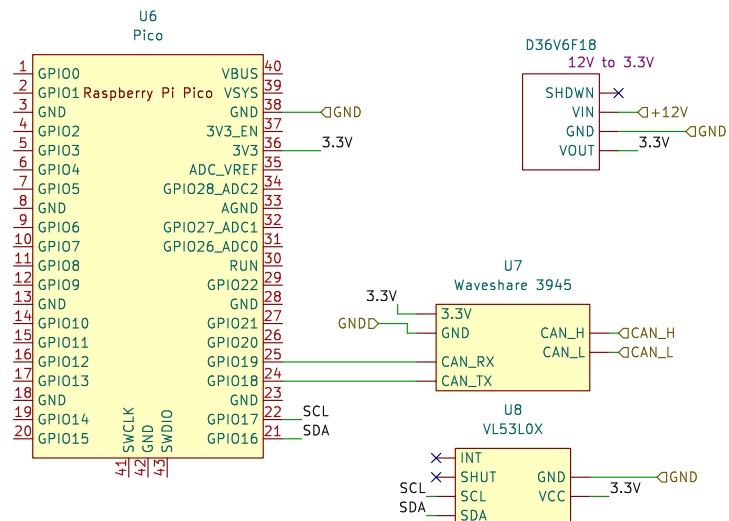 U6
Pico
1 GPIO0 VBUS 40
2 GPIO1 Raspberry Pi Pico VSYS 39
3 GND GND 38 GND
4 GPIO2 3V3_EN 37
5 GPIO3 3V3 36 3.3V
6 GPIO4 ADC_VREF 35
7 GPIO5 GPIO28_ADC2 34
8 GND AGND 33
9 GPIO6 GPIO27_ADC1 32
10 GPIO7 GPIO26_ADC0 31
11 GPIO8 RUN 30
12 GPIO9 GPIO22 29
13 GND GND 28
14 GPIO10 GPIO21 27
15 GPIO11 GPIO20 26
16 GPIO12 GPIO19 25
17 GPIO13 GPIO18 24
18 GND GND 23
19 GPIO14 GPIO17 22 SCL
20 GPIO15 GPIO16 21 SDA
SWCLK GND SWDIO
41 42 43
D36V6F18
12V to 3.3V
SHDWN
VIN +12V
GND GND
VOUT 3.3V
U7
Waveshare 3945
3.3V 3.3V
GND GND CAN_H CAN_H
CAN_L CAN_L
CAN_RX
CAN_TX
U8
VL53L0X
INT
SHUT GND GND
SCL SCL VCC 3.3V
SDA SDA